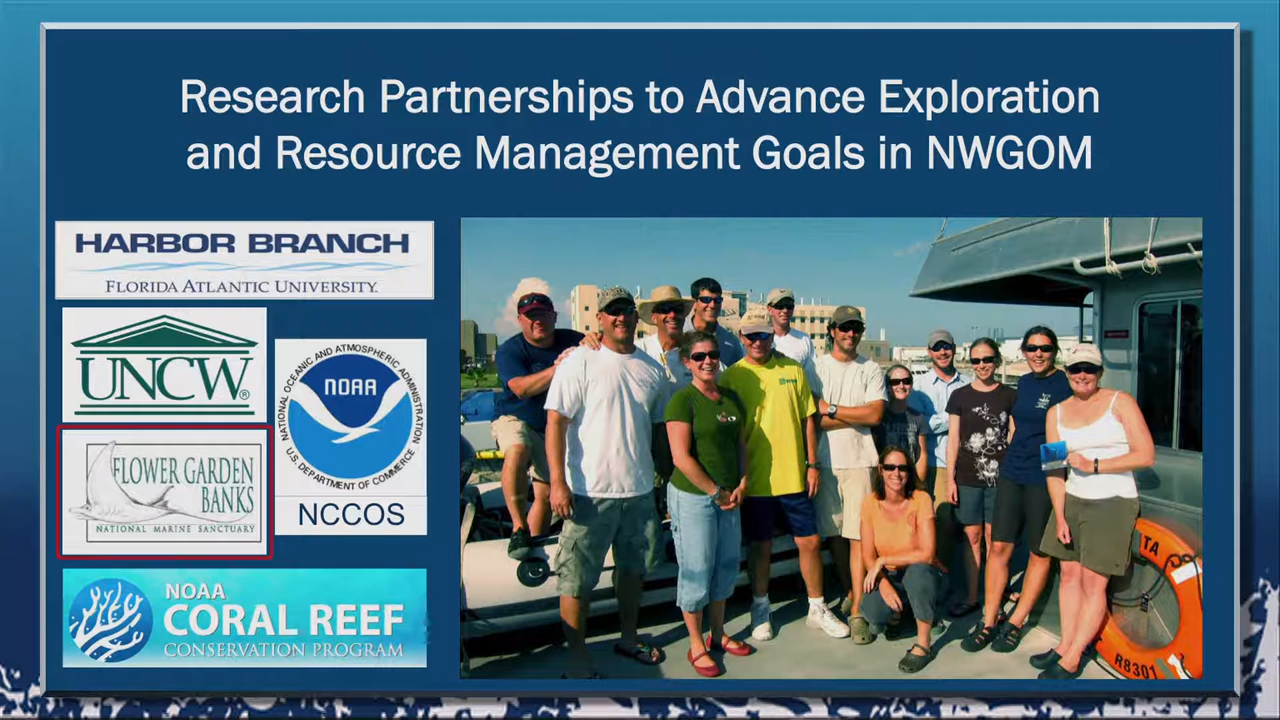 Research Partnerships to Advance Exploration
and Resource Management Goals in NWGOM
HARBOR BRANCH
FLORIDA ATLANTIC UNIVERSITY.
UNCW®
NATIONAL OCEANIC AND ATMOSPHERIC ADMINISTRATION
NOAA
U.S. DEPARTMENT OF COMMERCE
NCCOS
FLOWER GARDEN
BANKS
NATIONAL MARINE SANCTUARY
NOAA
CORAL REEF
CONSERVATION PROGRAM
R8301